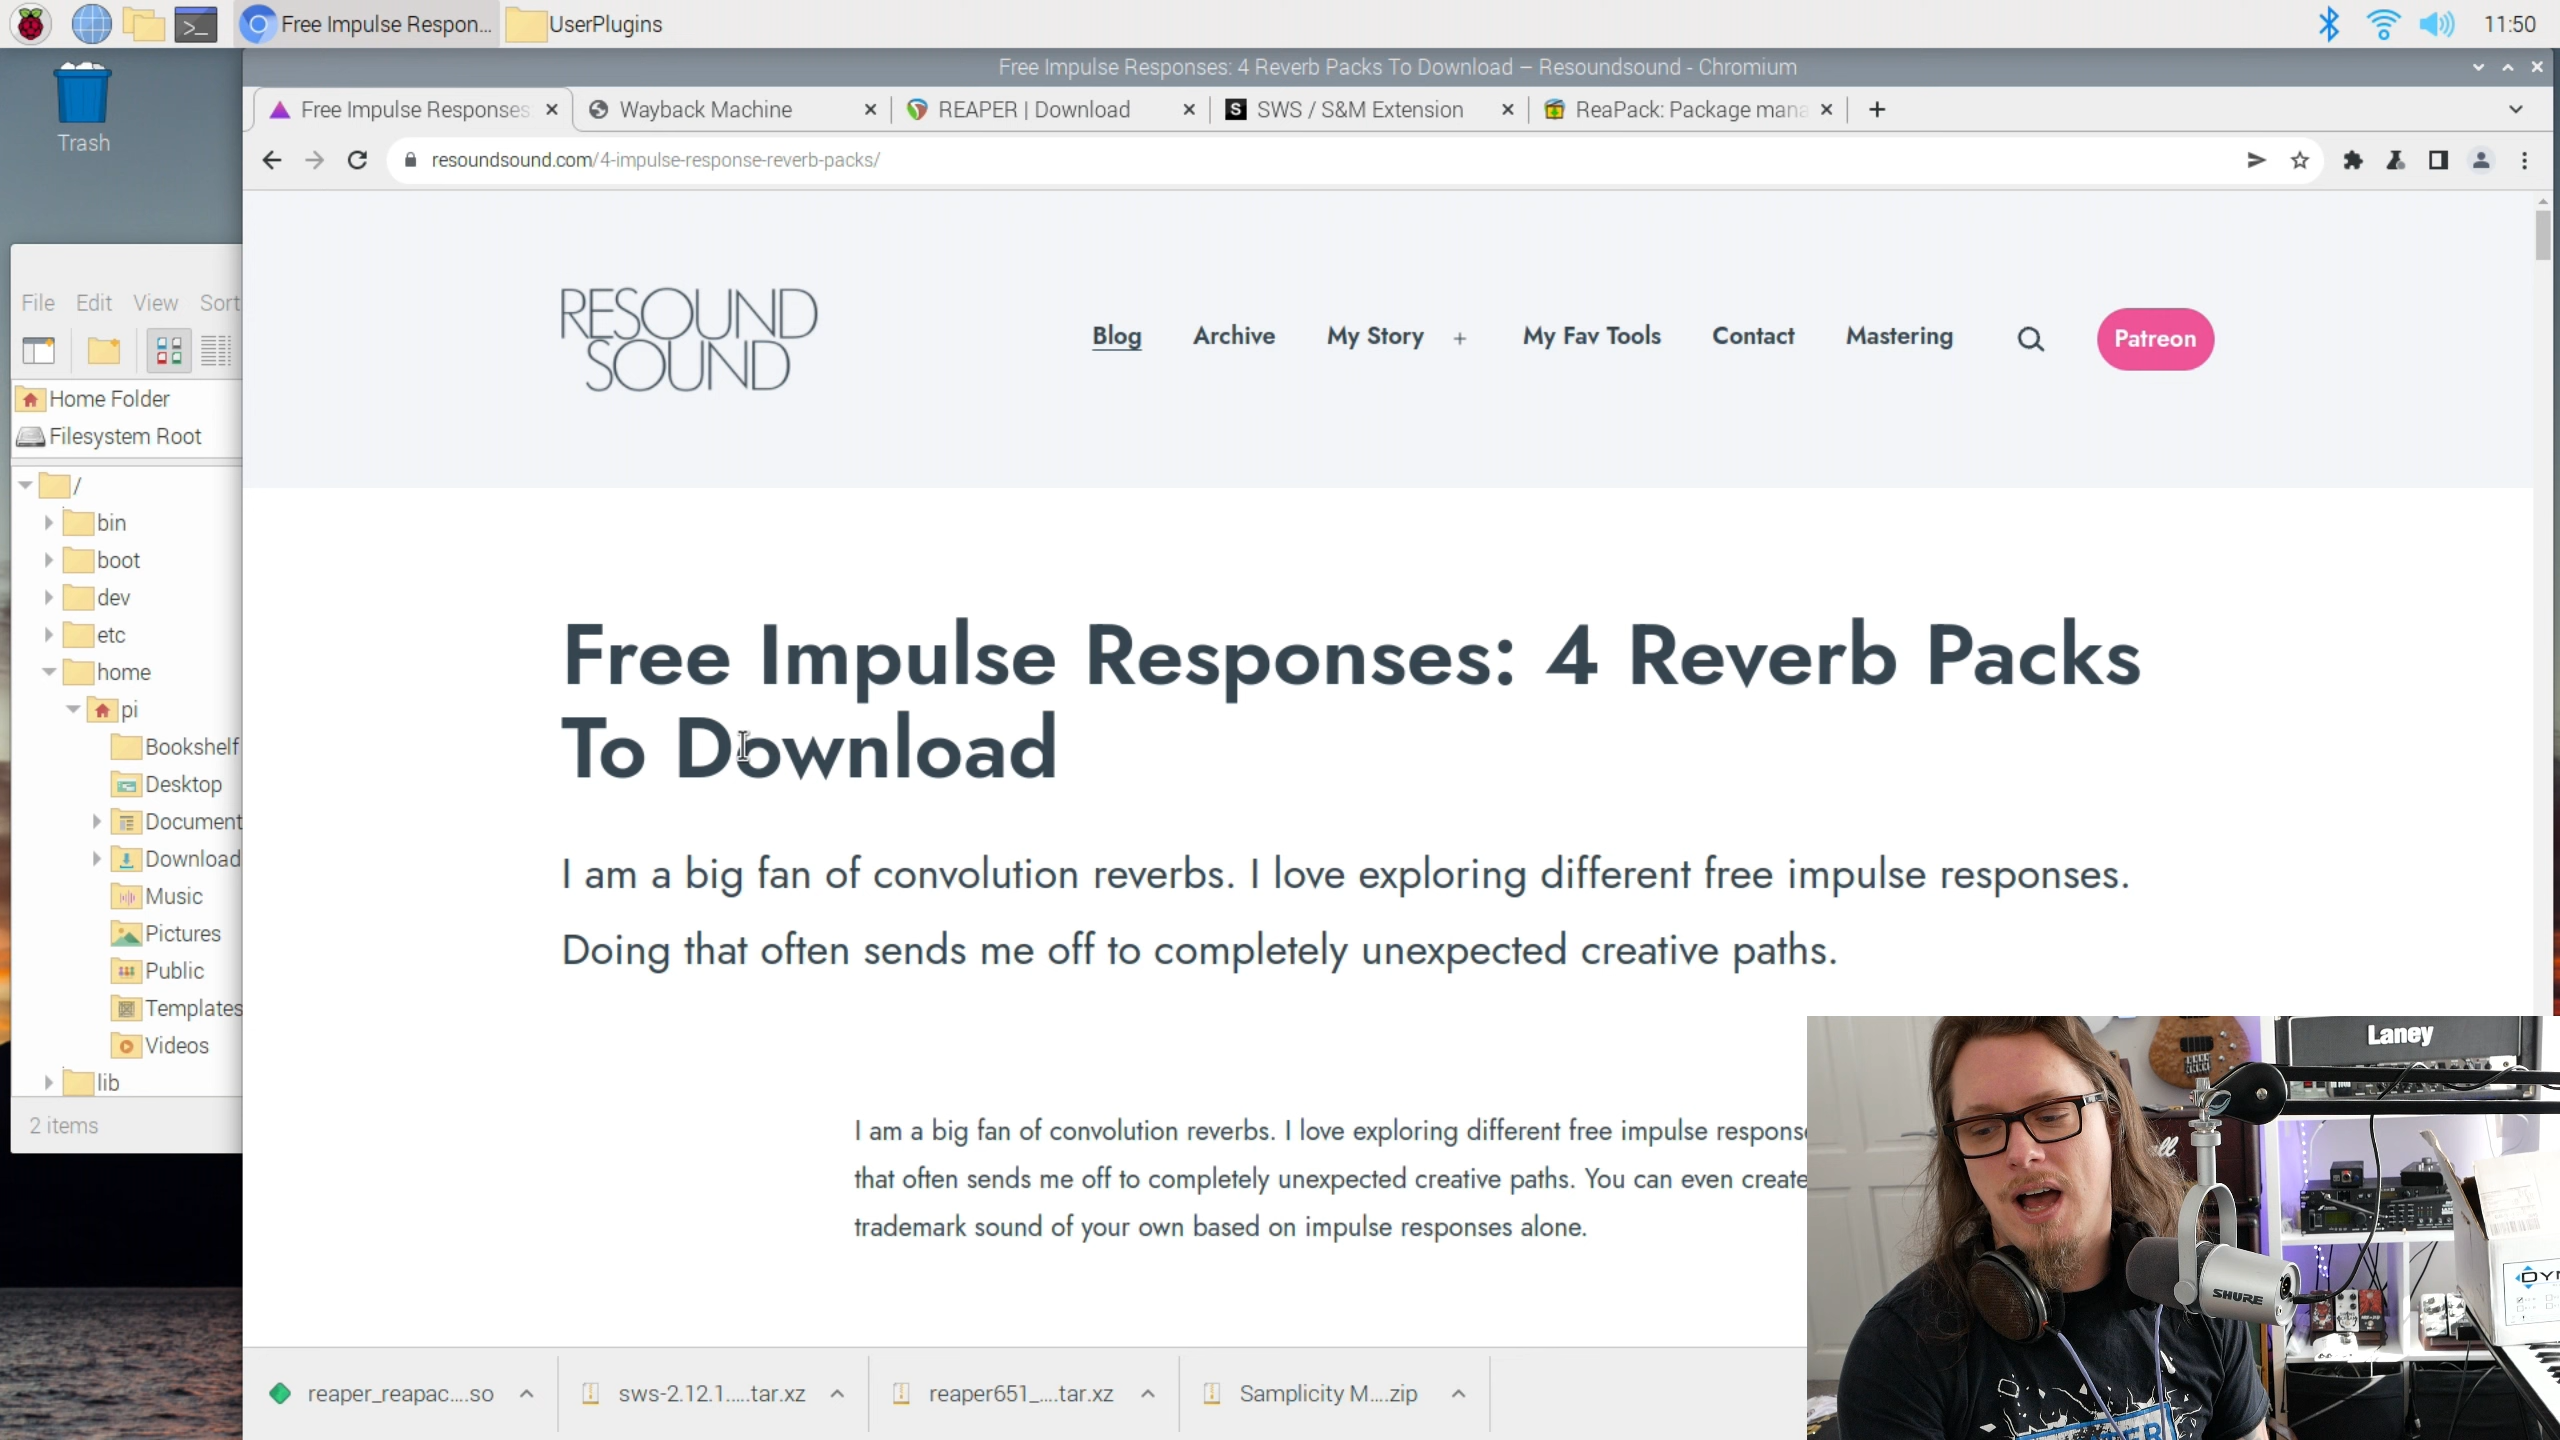 Free Impulse Respon...
UserPlugins
11:50
Trash
Free Impulse Responses: 4 Reverb Packs To Download – Resoundsound - Chromium
Free Impulse Responses:
Wayback Machine
REAPER | Download
SWS / S&M Extension
ReaPack: Package mana
resoundsound.com/4-impulse-response-reverb-packs/
File Edit View Sort
Home Folder
Filesystem Root
/
bin
boot
dev
etc
home
pi
Bookshelf
Desktop
Document
Download
Music
Pictures
Public
Templates
Videos
lib
2 items
RESOUND
SOUND
Blog
Archive
My Story +
My Fav Tools
Contact
Mastering
Patreon
Free Impulse Responses: 4 Reverb Packs
To Download
I am a big fan of convolution reverbs. I love exploring different free impulse responses.
Doing that often sends me off to completely unexpected creative paths.
I am a big fan of convolution reverbs. I love exploring different free impulse respons
that often sends me off to completely unexpected creative paths. You can even create
trademark sound of your own based on impulse responses alone.
reaper_reapac....so
sws-2.12.1.....tar.xz
reaper651_....tar.xz
Samplicity M....zip
Laney
SHURE